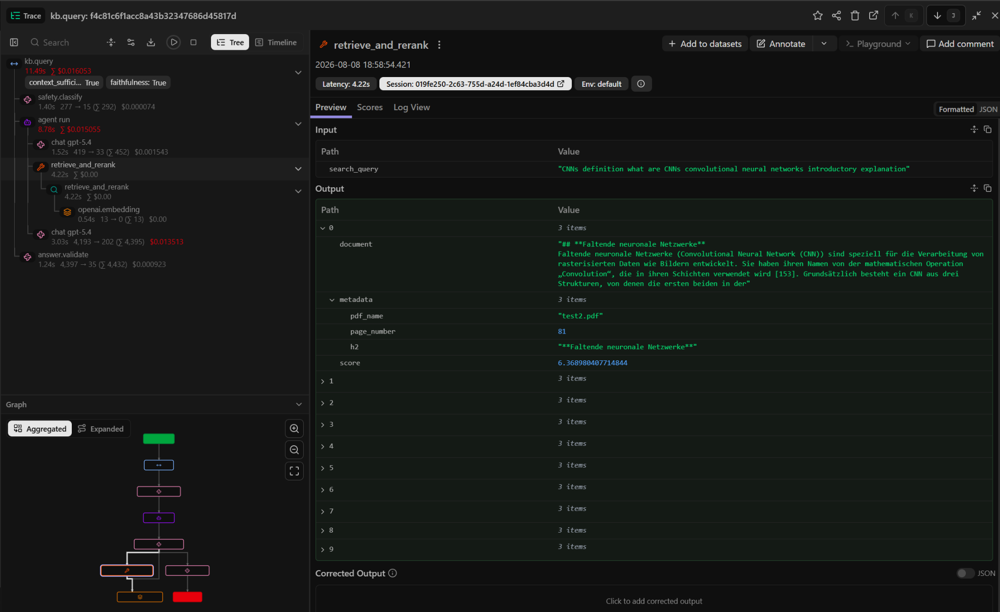 Trace
kb.query: f4c81c6f1acc8a43b32347686d45817d
K
J
Search
Tree
Timeline
kb.query
11.49s ∑ $0.016053
context_suffici... True
faithfulness: True
safety.classify
1.40s 277 → 15 (∑ 292) $0.000074
agent run
8.78s ∑ $0.015055
chat gpt-5.4
1.52s 419 → 33 (∑ 452) $0.001543
retrieve_and_rerank
4.22s ∑ $0.00
retrieve_and_rerank
4.22s ∑ $0.00
openai.embedding
0.54s 13 → 0 (∑ 13) $0.00
chat gpt-5.4
3.03s 4,193 → 202 (∑ 4,395) $0.013513
answer.validate
1.24s 4,397 → 35 (∑ 4,432) $0.000923
Graph
Aggregated
Expanded
retrieve_and_rerank
Add to datasets
Annotate
Playground
Add comment
2026-08-08 18:58:54.421
Latency: 4.22s
Session: 019fe250-2c63-755d-a24d-1ef84cba3d4d
Env: default
Preview
Scores
Log View
Formatted
JSON
Input
Path Value
search_query "CNNs definition what are CNNs convolutional neural networks introductory explanation"
Output
Path Value
0 3 items
document "## **Faltende neuronale Netzwerke**
Faltende neuronale Netzwerke (Convolutional Neural Network (CNN)) sind speziell für die Verarbeitung von
rasterisierten Daten wie Bildern entwickelt. Sie haben ihren Namen von der mathematischen Operation
„Convolution“, die in ihren Schichten verwendet wird [153]. Grundsätzlich besteht ein CNN aus drei
Strukturen, von denen die ersten beiden in der"
metadata 3 items
pdf_name "test2.pdf"
page_number 81
h2 "**Faltende neuronale Netzwerke**"
score 6.368980407714844
1 3 items
2 3 items
3 3 items
4 3 items
5 3 items
6 3 items
7 3 items
8 3 items
9 3 items
Corrected Output
JSON
Click to add corrected output